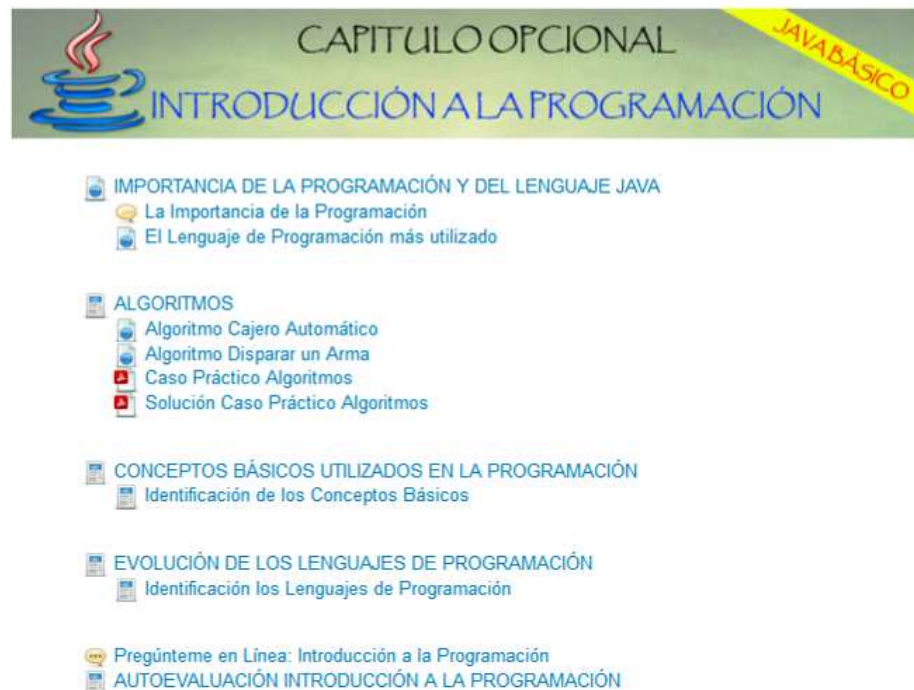 CAPITULO OPCIONAL
JAVA BÁSICO
INTRODUCCIÓN A LA PROGRAMACIÓN
IMPORTANCIA DE LA PROGRAMACIÓN Y DEL LENGUAJE JAVA
La Importancia de la Programación
El Lenguaje de Programación más utilizado
ALGORITMOS
Algoritmo Cajero Automático
Algoritmo Disparar un Arma
Caso Práctico Algoritmos
Solución Caso Práctico Algoritmos
CONCEPTOS BÁSICOS UTILIZADOS EN LA PROGRAMACIÓN
Identificación de los Conceptos Básicos
EVOLUCIÓN DE LOS LENGUAJES DE PROGRAMACIÓN
Identificación los Lenguajes de Programación
Pregúnteme en Línea: Introducción a la Programación
AUTOEVALUACIÓN INTRODUCCIÓN A LA PROGRAMACIÓN